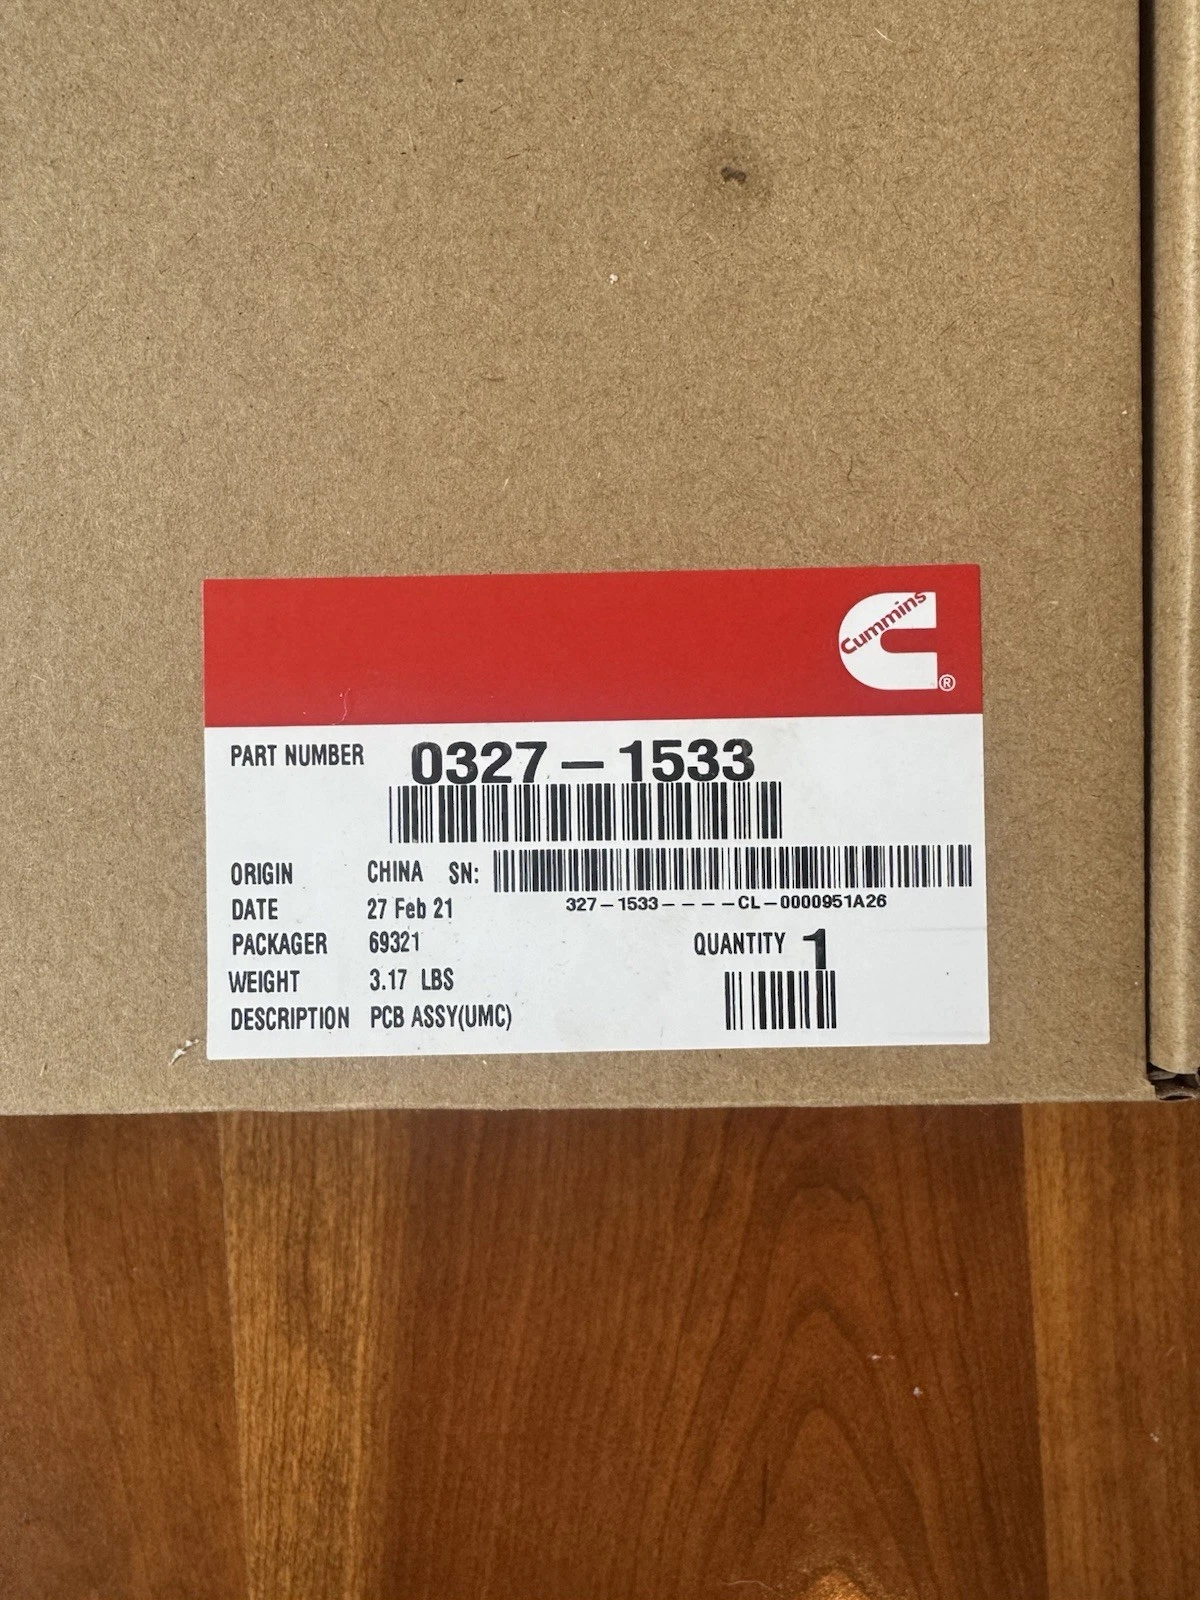 Cummins
®
PART NUMBER 0327-1533
ORIGIN CHINA SN:
327-1533----CL-0000951A26
DATE 27 Feb 21
PACKAGER 69321
QUANTITY 1
WEIGHT 3.17 LBS
DESCRIPTION PCB ASSY(UMC)